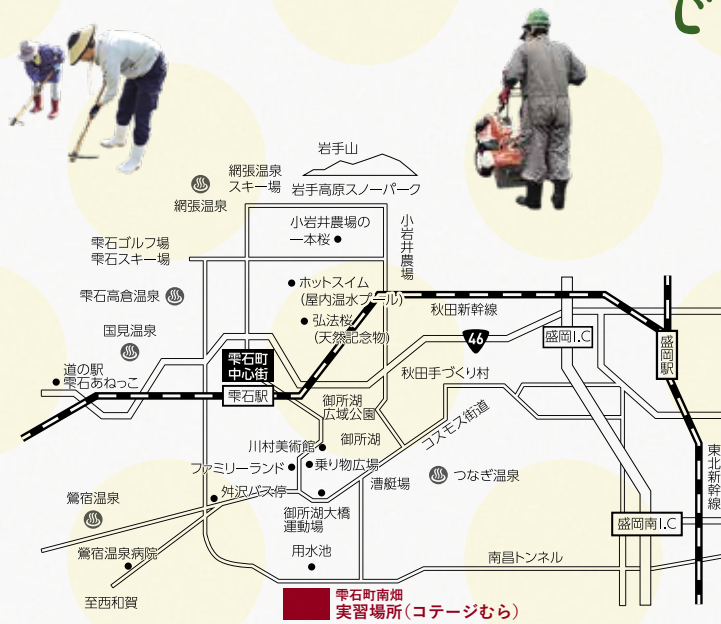 じ
岩手山
網張温泉
スキー場
岩手高原スノーパーク
網張温泉
小岩井農場の
一本桜
小岩井農場
雫石ゴルフ場
雫石スキー場
ホットスイム
(屋内温水プール)
雫石高倉温泉
秋田新幹線
弘法桜
(天然記念物)
国見温泉
46
盛岡I.C
盛岡駅
雫石町
中心街
道の駅
雫石あねっこ
秋田手づくり村
雫石駅
御所湖
広域公園
コスモス街道
御所湖
川村美術館
ファミリーランド
乗り物広場
つなぎ温泉
東北新幹線
漕艇場
舛沢バス停
鶯宿温泉
御所湖大橋
運動場
盛岡南I.C
鶯宿温泉病院
用水池
南昌トンネル
至西和賀
雫石町南畑
実習場所(コテージむら)